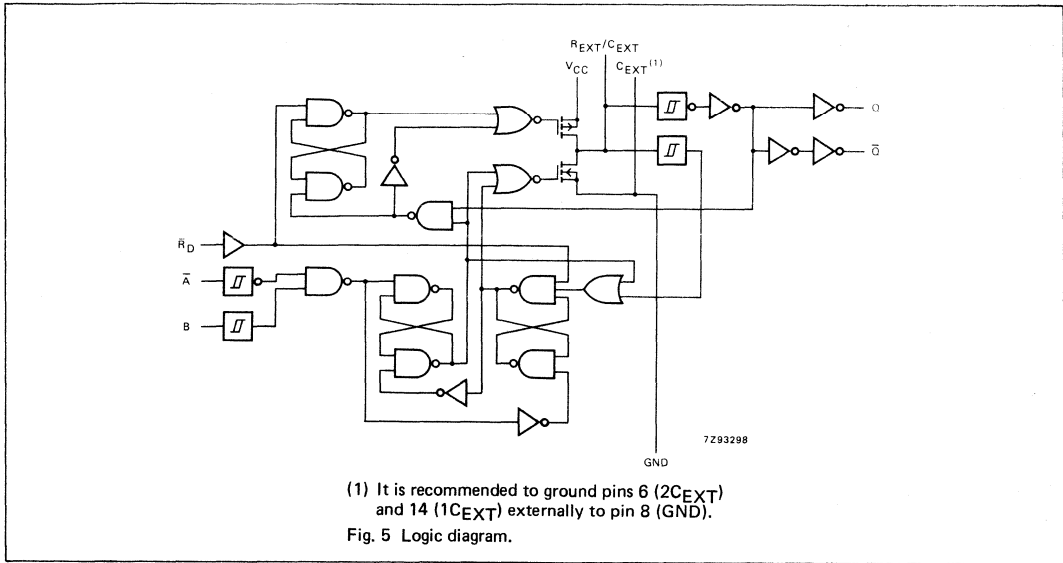 R_EXT/C_EXT
V_CC
C_EXT (1)
Q
Q̅
R̅_D
A̅
B
7Z93298
GND
(1) It is recommended to ground pins 6 (2C_EXT)
and 14 (1C_EXT) externally to pin 8 (GND).
Fig. 5 Logic diagram.